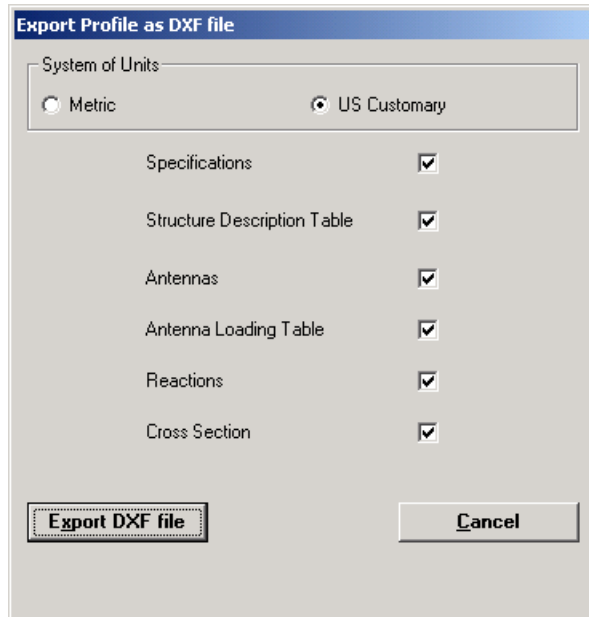 Export Profile as DXF file
System of Units
Metric
US Customary
Specifications
Structure Description Table
Antennas
Antenna Loading Table
Reactions
Cross Section
Export DXF file
Cancel